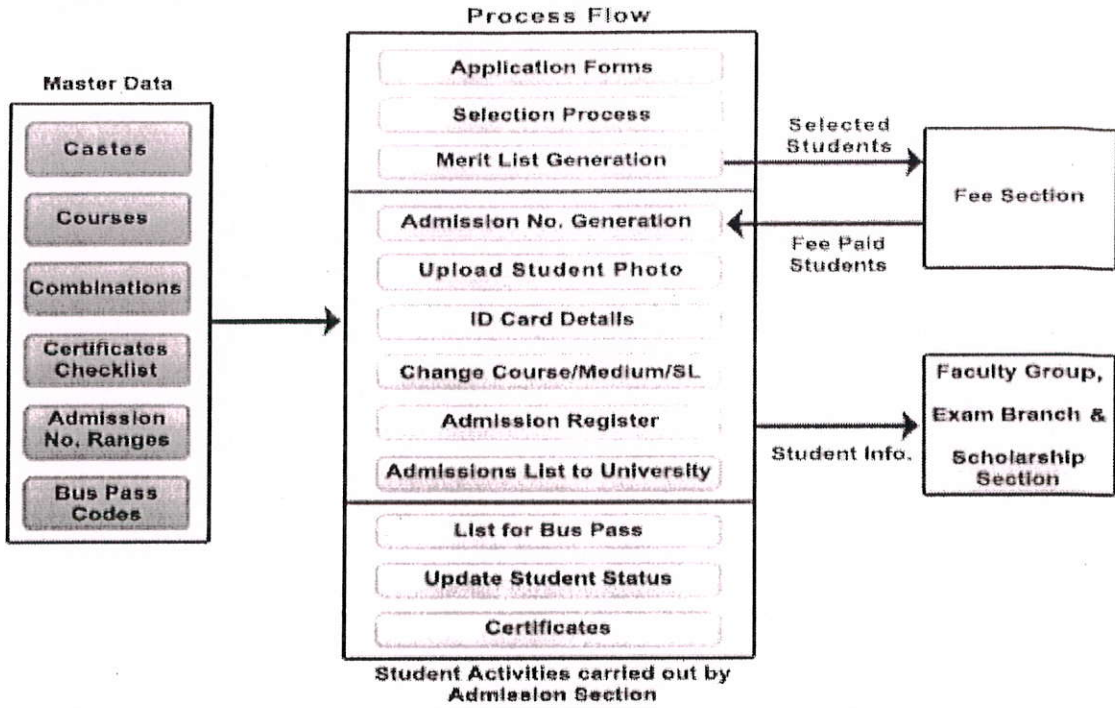 Process Flow
Master Data
Castes
Courses
Combinations
Certificates
Checklist
Admission
No. Ranges
Bus Pass
Codes
Application Forms
Selection Process
Merit List Generation
Admission No. Generation
Upload Student Photo
ID Card Details
Change Course/Medium/SL
Admission Register
Admissions List to University
List for Bus Pass
Update Student Status
Certificates
Student Activities carried out by
Admission Section
Selected
Students
Fee Section
Fee Paid
Students
Student Info.
Faculty Group,
Exam Branch &
Scholarship
Section